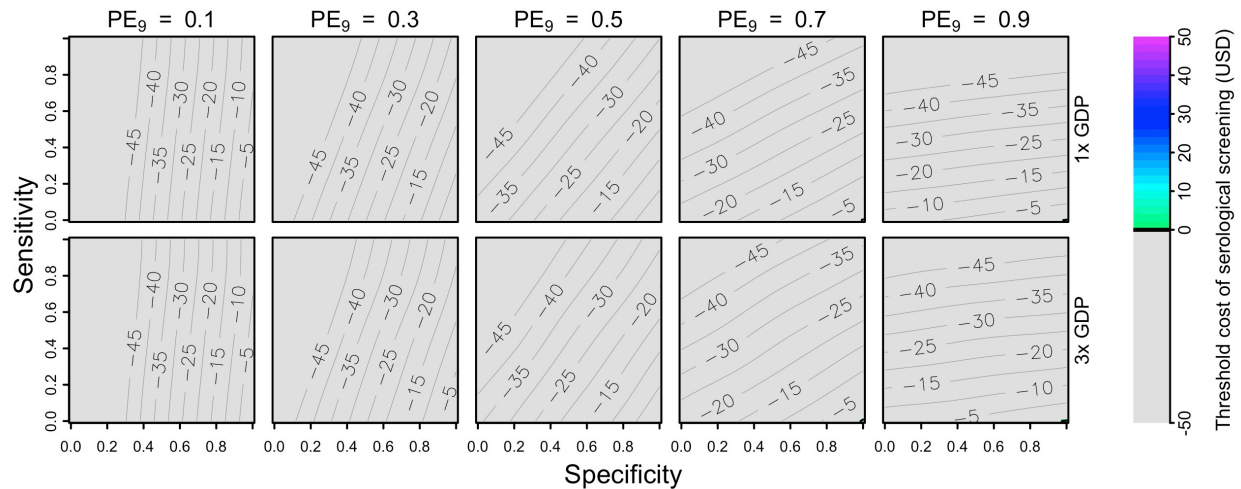 PE9 = 0.1 PE9 = 0.3 PE9 = 0.5 PE9 = 0.7 PE9 = 0.9
Sensitivity
0.0 0.2 0.4 0.6 0.8
−45 −40 −35 −30 −25 −20 −15 −10 −5
−45 −40 −35 −30 −25 −20 −15
−45 −40 −35 −30 −25 −20 −15
−45 −40 −35 −30 −25 −20 −15 −5
−45 −40 −35 −30 −25 −20 −15 −10 −5
1x GDP
0.0 0.2 0.4 0.6 0.8
−45 −40 −35 −30 −25 −20 −15 −10 −5
−45 −40 −35 −30 −25 −20 −15 −5
−45 −40 −35 −30 −25 −20 −15
−45 −40 −35 −30 −25 −20 −15 −5
−45 −40 −35 −30 −25 −20 −15 −10 −5
3x GDP
0.0 0.2 0.4 0.6 0.8 0.0 0.2 0.4 0.6 0.8 0.0 0.2 0.4 0.6 0.8 0.0 0.2 0.4 0.6 0.8 0.0 0.2 0.4 0.6 0.8
Specificity
50
40
30
20
10
0
-50
Threshold cost of serological screening (USD)